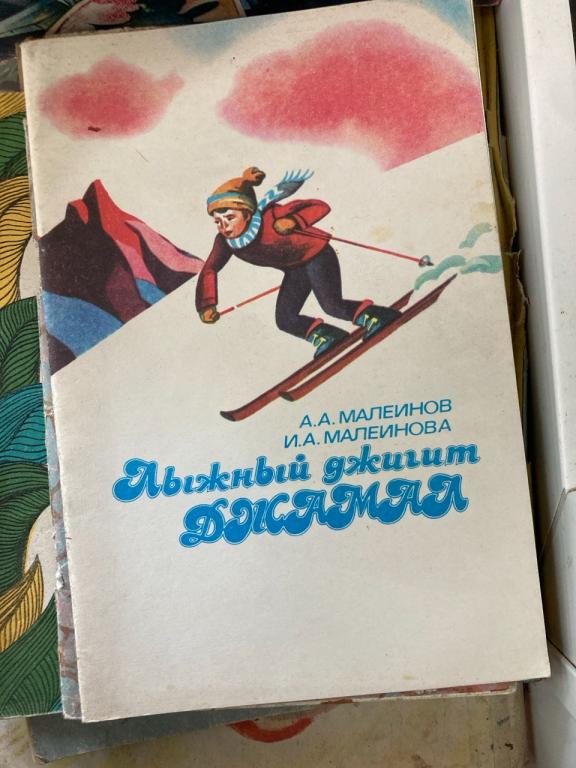 А.А. МАЛЕИНОВ
И.А. МАЛЕИНОВА
Лыжный джигит
ДЖАМАЛ